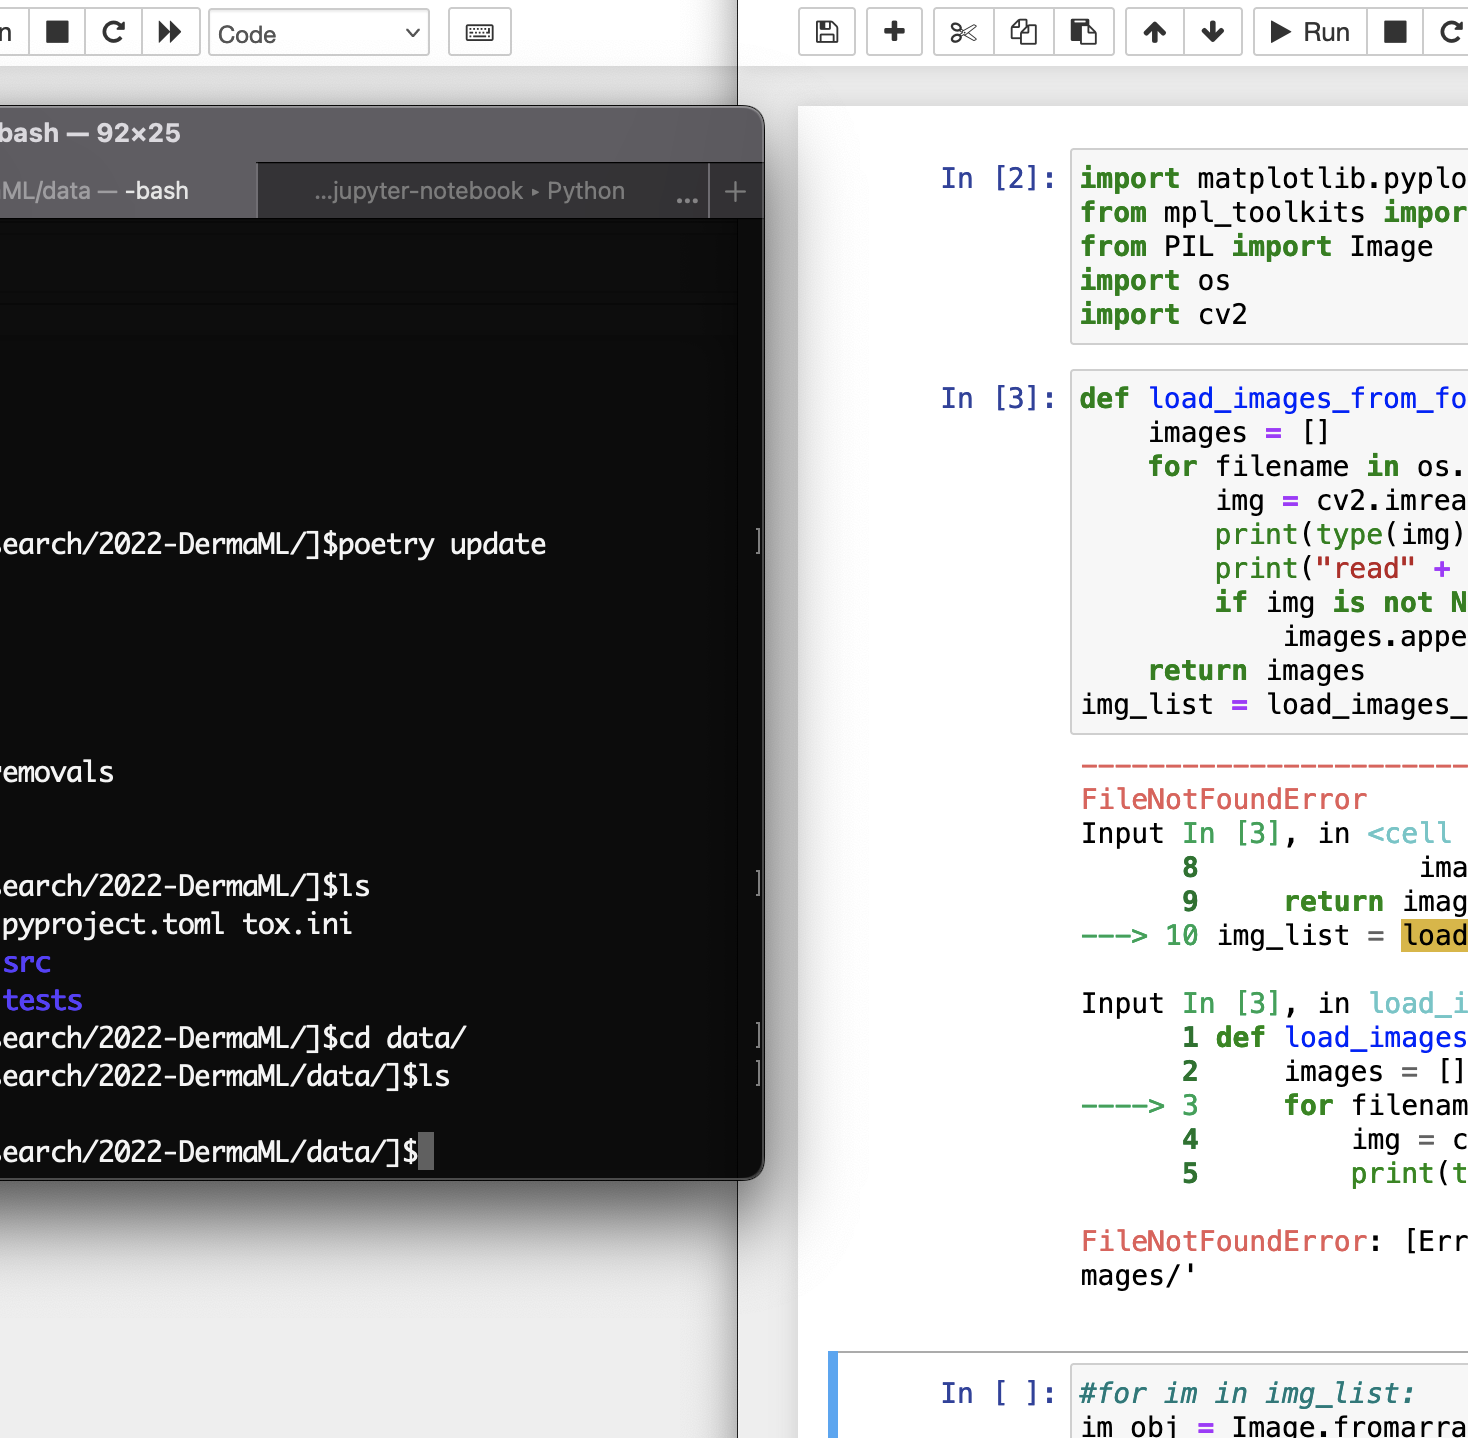 Code
Run
bash — 92×25
ML/data — -bash
...jupyter-notebook ▸ Python
...
+
earch/2022-DermaML/]$poetry update
emovals
earch/2022-DermaML/]$ls
pyproject.toml tox.ini
src
tests
earch/2022-DermaML/]$cd data/
earch/2022-DermaML/data/]$ls
earch/2022-DermaML/data/]$
In [2]:
import matplotlib.pyplo
from mpl_toolkits impor
from PIL import Image
import os
import cv2
In [3]:
def load_images_from_fo
images = []
for filename in os.
img = cv2.imrea
print(type(img)
print("read" +
if img is not N
images.appe
return images
img_list = load_images_
-----------------------
FileNotFoundError
Input In [3], in <cell
8 ima
9 return imag
---> 10 img_list = load
Input In [3], in load_i
1 def load_images
2 images = []
----> 3 for filenam
4 img = c
5 print(t
FileNotFoundError: [Err
mages/'
In [ ]:
#for im in img_list:
im_obj = Image.fromarra